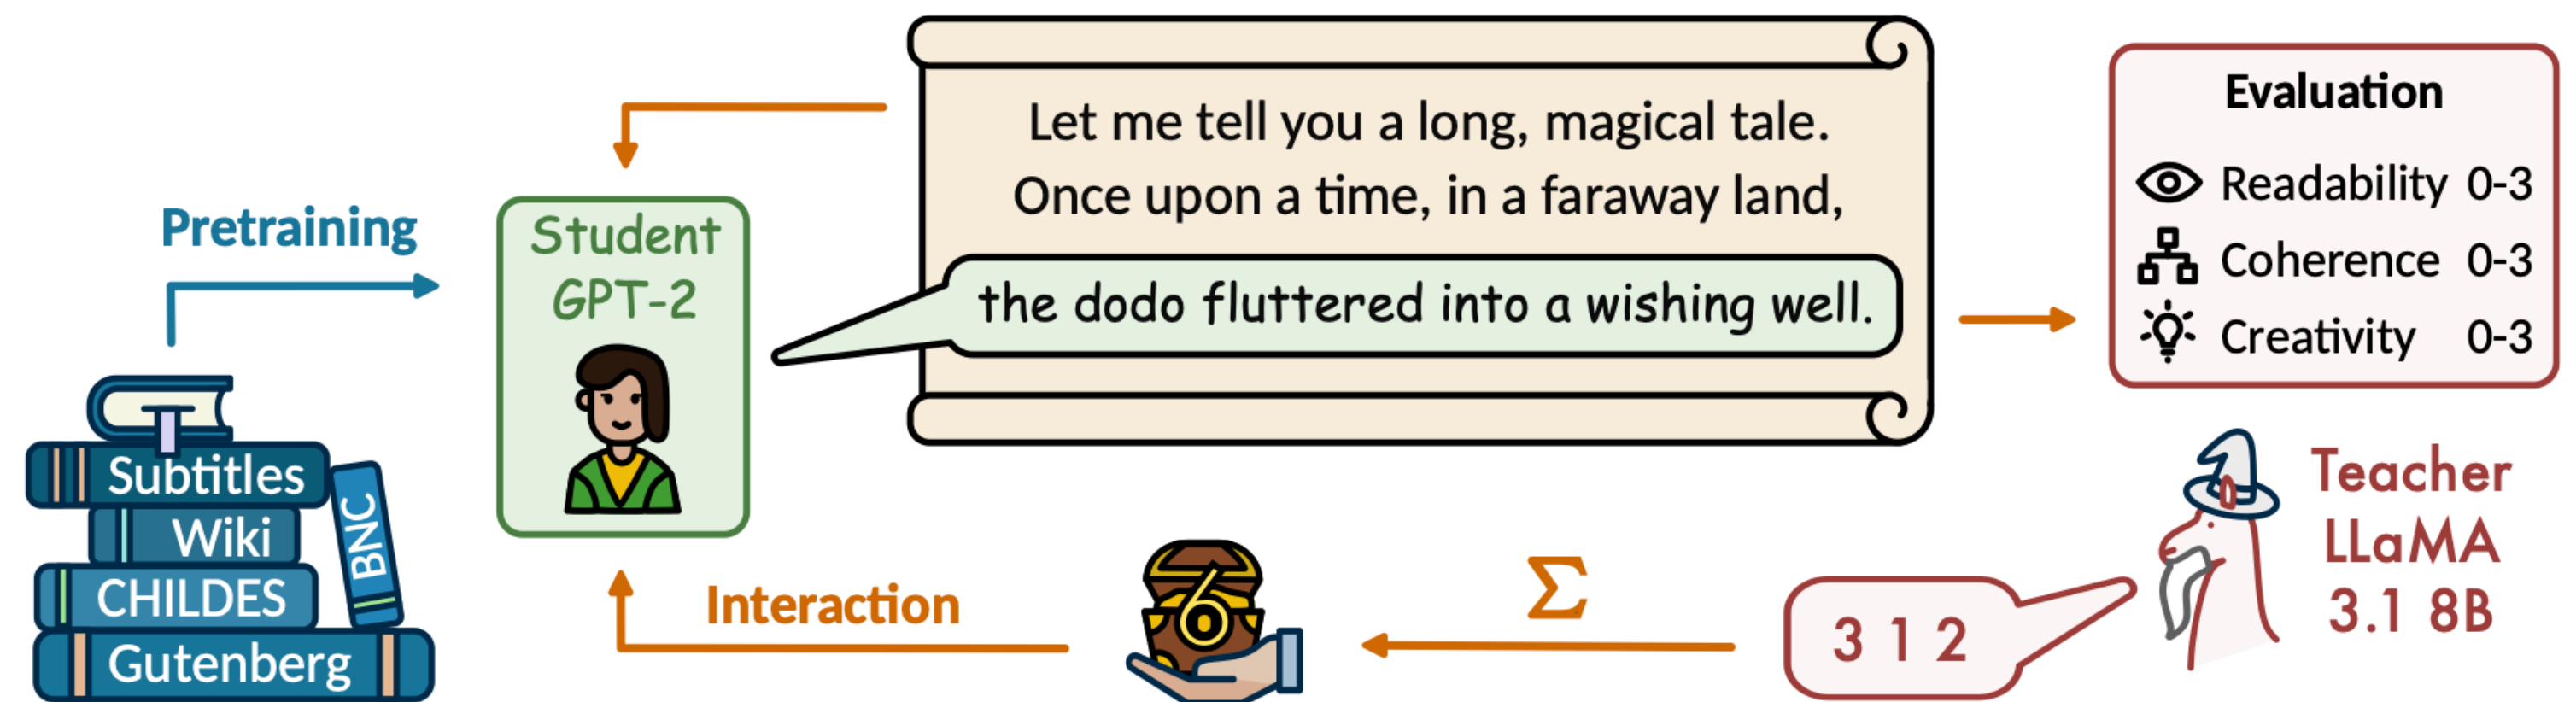 Pretraining
Subtitles
Wiki
BNC
CHILDES
Gutenberg
Student
GPT-2
Let me tell you a long, magical tale.
Once upon a time, in a faraway land,
the dodo fluttered into a wishing well.
Evaluation
Readability 0-3
Coherence 0-3
Creativity 0-3
Teacher
LLaMA
3.1 8B
3 1 2
Σ
6
Interaction